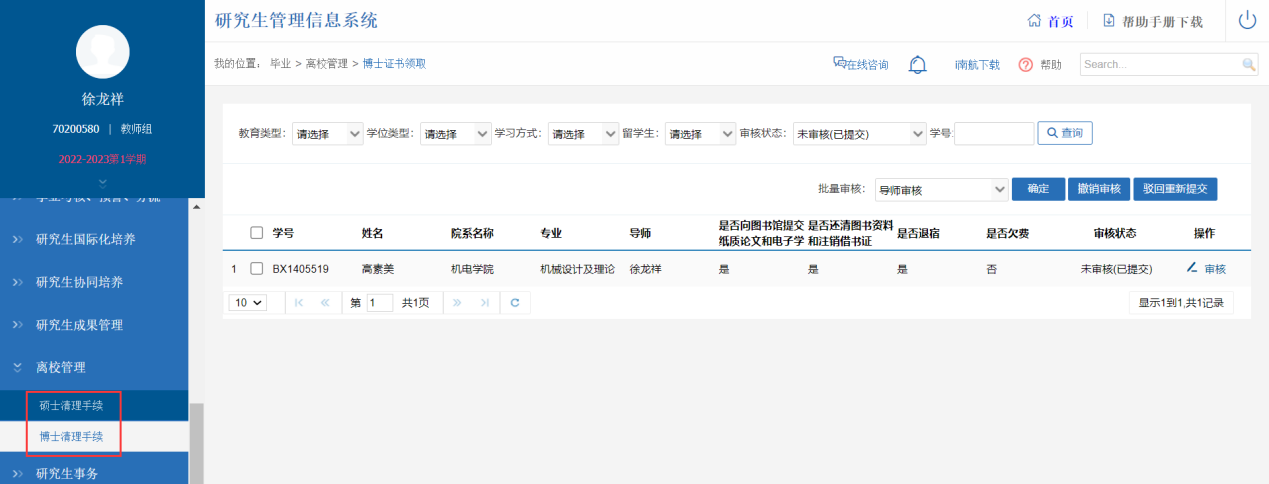 研究生管理信息系统
首页
帮助手册下载
徐龙祥
70200580 | 教师组
2022-2023第1学期
我的位置： 毕业 > 离校管理 > 博士证书领取
在线咨询
i南航下载
帮助
Search...
教育类型： 请选择 学位类型： 请选择 学习方式： 请选择 留学生： 请选择 审核状态： 未审核(已提交) 学号: 查询
批量审核： 导师审核 确定 撤销审核 驳回重新提交
学号 姓名 院系名称 专业 导师 是否向图书馆提交纸质论文和电子学 是否还清图书资料和注销借书证 是否退宿 是否欠费 审核状态 操作
1 BX1405519 高素美 机电学院 机械设计及理论 徐龙祥 是 是 是 否 未审核(已提交) 审核
10 第 1 共1页 显示1到1,共1记录
研究生国际化培养
研究生协同培养
研究生成果管理
离校管理
硕士清理手续
博士清理手续
研究生事务